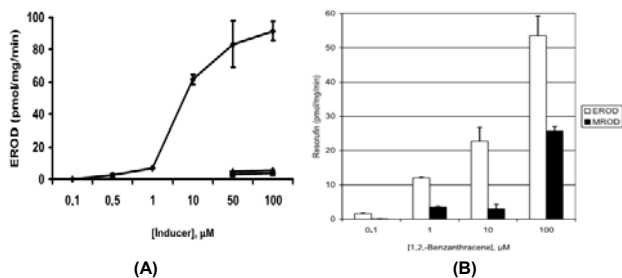 100
80
60
40
20
0
EROD (pmol/mg/min)
0,1 0,5 1 10 50 100
[İnducer], µM
(A)
60
50
40
30
20
10
0
Resorufin (pmol/mg/min)
0,1 1 10 100
[1,2,-Benzanthracene], µM
EROD
MROD
(B)